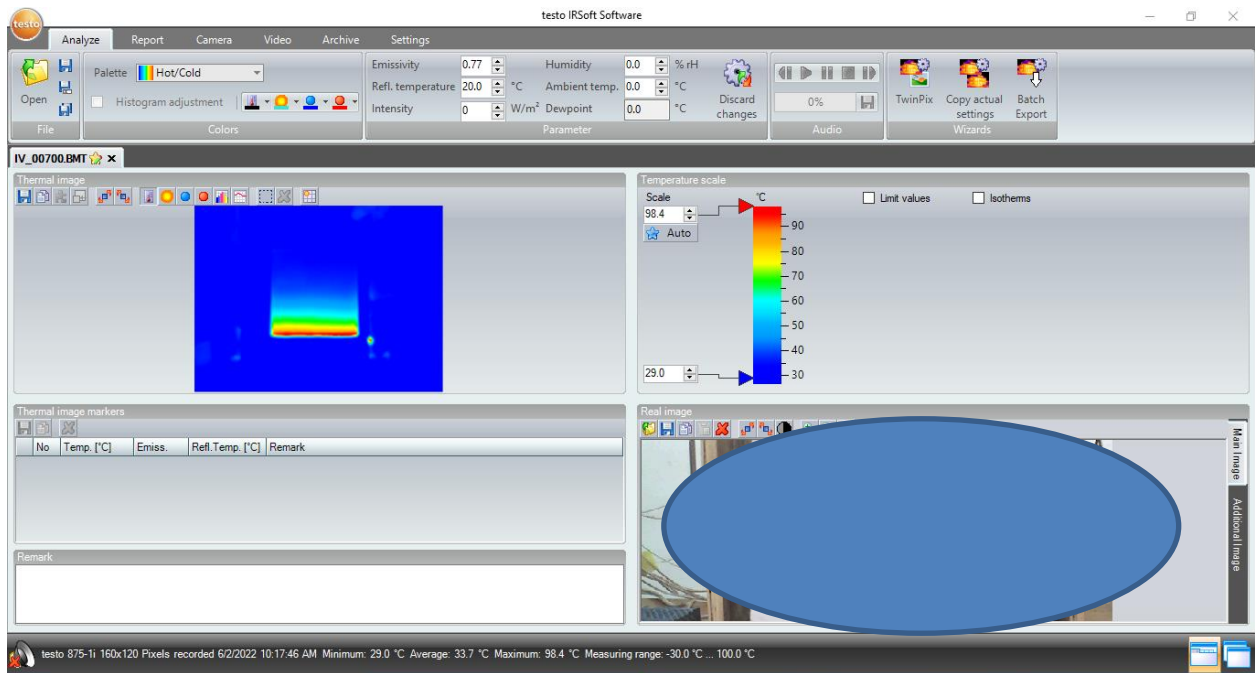 testo IRSoft Software
testo
Analyze Report Camera Video Archive Settings
Open
File
Palette Hot/Cold
Histogram adjustment
Colors
Emissivity 0.77 Humidity 0.0 % rH
Refl. temperature 20.0 °C Ambient temp. 0.0 °C
Intensity 0 W/m² Dewpoint 0.0 °C
Parameter
Discard changes
0%
Audio
TwinPix
Copy actual settings
Batch Export
Wizards
IV_00700.BMT
Thermal image
Temperature scale
Scale °C
98.4
Auto
Limit values Isotherms
90
80
70
60
50
40
30
29.0
Thermal image markers
No Temp. [°C] Emiss. Refl.Temp. [°C] Remark
Remark
Real image
Main Image
Additional Image
testo 875-1i 160x120 Pixels recorded 6/2/2022 10:17:46 AM Minimum: 29.0 °C Average: 33.7 °C Maximum: 98.4 °C Measuring range: -30.0 °C ... 100.0 °C